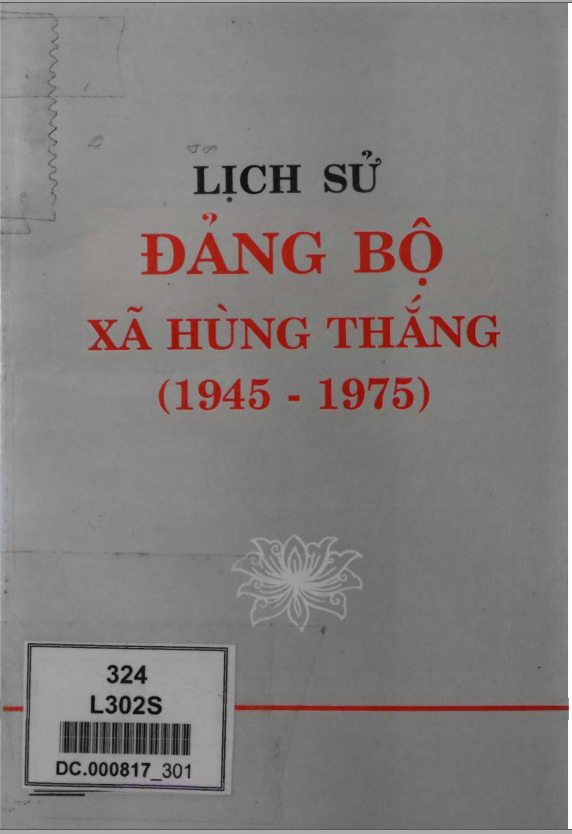 LỊCH SỬ
ĐẢNG BỘ
XÃ HÙNG THẮNG
(1945 - 1975)
324
L302S
DC.000817_301